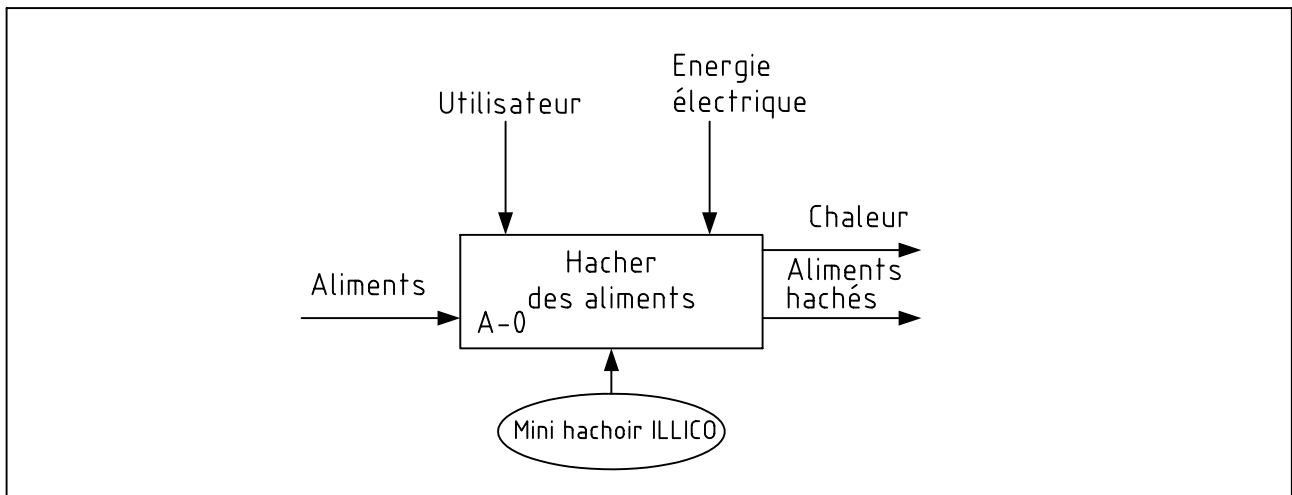 Energie
électrique
Utilisateur
Chaleur
Aliments
Hacher
des aliments
A-0
Aliments
hachés
Mini hachoir ILLICO